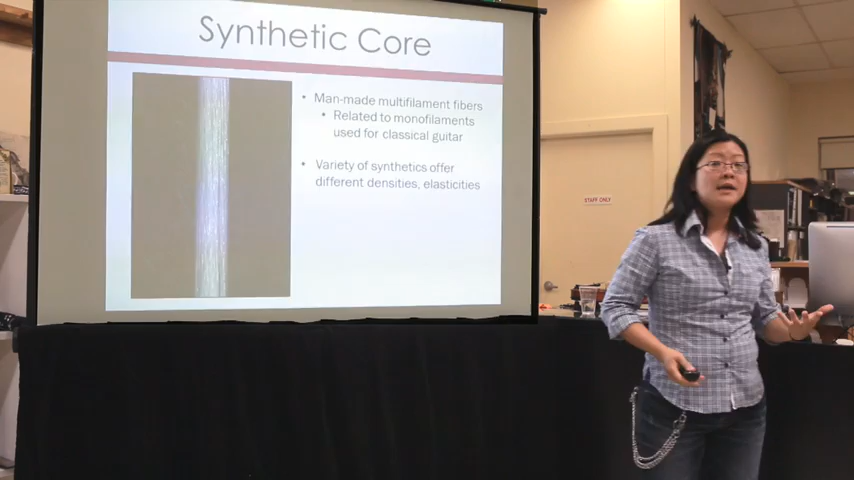 Synthetic Core
• Man-made multifilament fibers
• Related to monofilaments
used for classical guitar
• Variety of synthetics offer
different densities, elasticities
STAFF ONLY